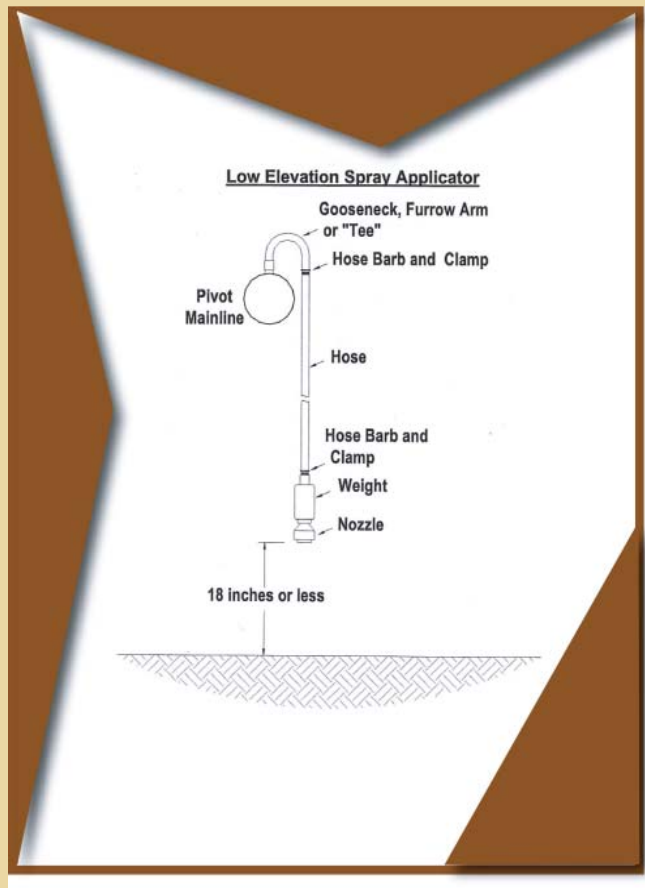 Low Elevation Spray Applicator
Gooseneck, Furrow Arm
or "Tee"
Hose Barb and Clamp
Pivot
Mainline
Hose
Hose Barb and
Clamp
Weight
Nozzle
18 inches or less